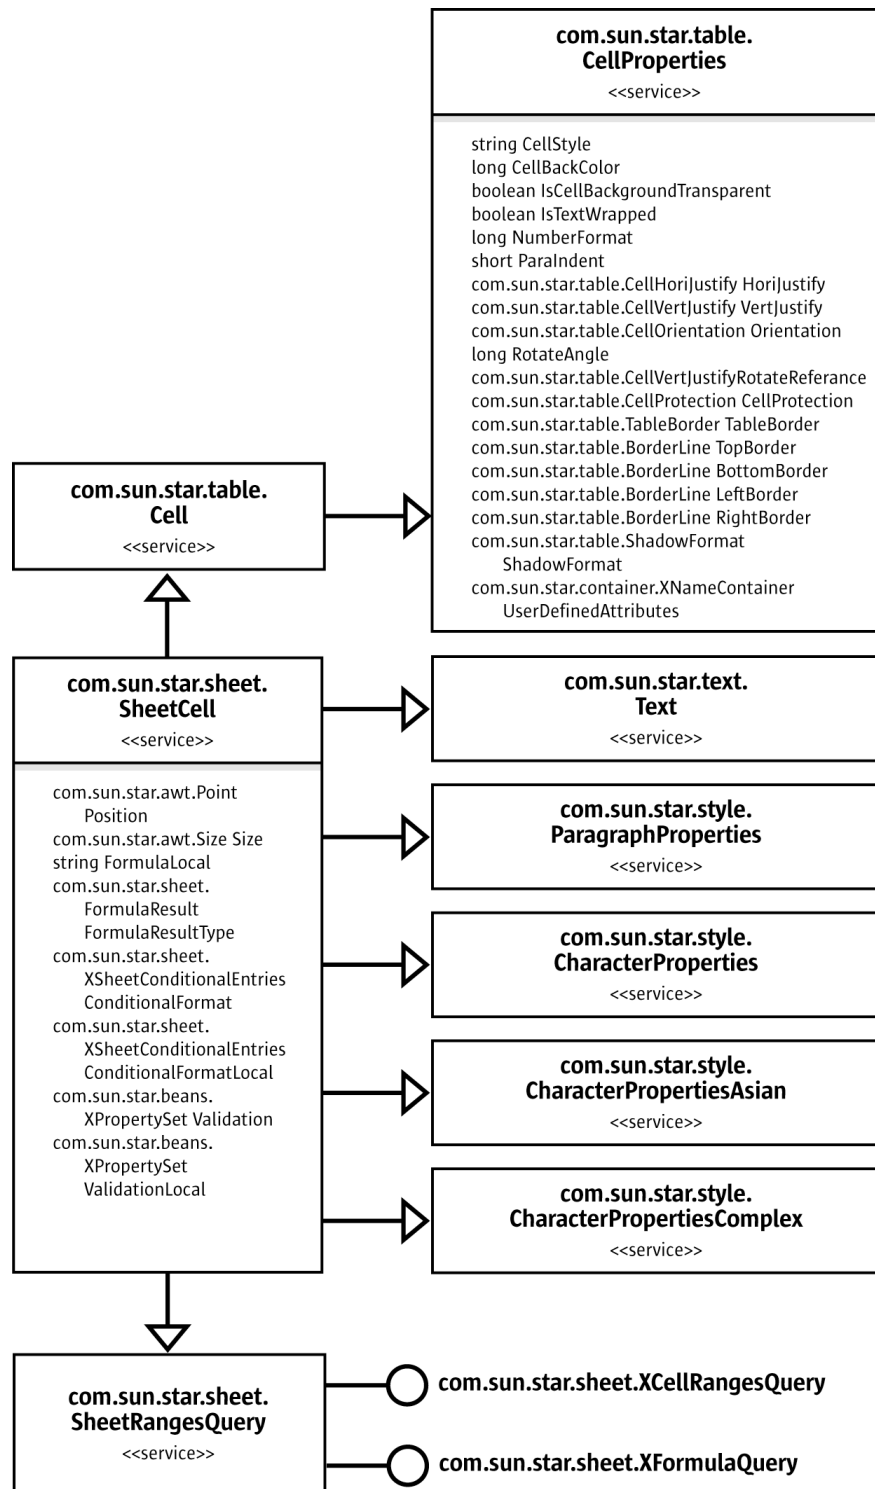 com.sun.star.table.
CellProperties
<<service>>
string CellStyle
long CellBackColor
boolean IsCellBackgroundTransparent
boolean IsTextWrapped
long NumberFormat
short ParaIndent
com.sun.star.table.CellHoriJustify HoriJustify
com.sun.star.table.CellVertJustify VertJustify
com.sun.star.table.CellOrientation Orientation
long RotateAngle
com.sun.star.table.CellVertJustifyRotateReferance
com.sun.star.table.CellProtection CellProtection
com.sun.star.table.TableBorder TableBorder
com.sun.star.table.BorderLine TopBorder
com.sun.star.table.BorderLine BottomBorder
com.sun.star.table.BorderLine LeftBorder
com.sun.star.table.BorderLine RightBorder
com.sun.star.table.ShadowFormat
ShadowFormat
com.sun.star.container.XNameContainer
UserDefinedAttributes
com.sun.star.table.
Cell
<<service>>
com.sun.star.sheet.
SheetCell
<<service>>
com.sun.star.awt.Point
Position
com.sun.star.awt.Size Size
string FormulaLocal
com.sun.star.sheet.
FormulaResult
FormulaResultType
com.sun.star.sheet.
XSheetConditionalEntries
ConditionalFormat
com.sun.star.sheet.
XSheetConditionalEntries
ConditionalFormatLocal
com.sun.star.beans.
XPropertySet Validation
com.sun.star.beans.
XPropertySet
ValidationLocal
com.sun.star.text.
Text
<<service>>
com.sun.star.style.
ParagraphProperties
<<service>>
com.sun.star.style.
CharacterProperties
<<service>>
com.sun.star.style.
CharacterPropertiesAsian
<<service>>
com.sun.star.style.
CharacterPropertiesComplex
<<service>>
com.sun.star.sheet.
SheetRangesQuery
<<service>>
com.sun.star.sheet.XCellRangesQuery
com.sun.star.sheet.XFormulaQuery